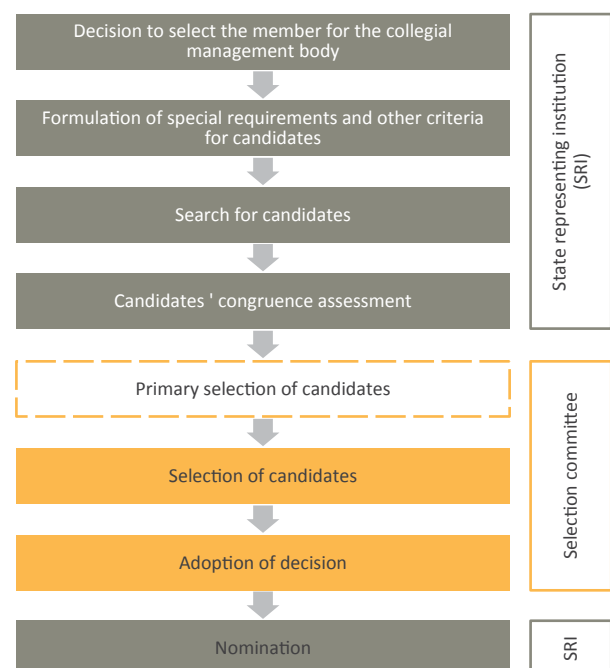 Decision to select the member for the collegial
management body
Formulation of special requirements and other criteria
for candidates
Search for candidates
Candidates ' congruence assessment
State representing institution
(SRI)
Primary selection of candidates
Selection of candidates
Adoption of decision
Selection committee
Nomination
SRI